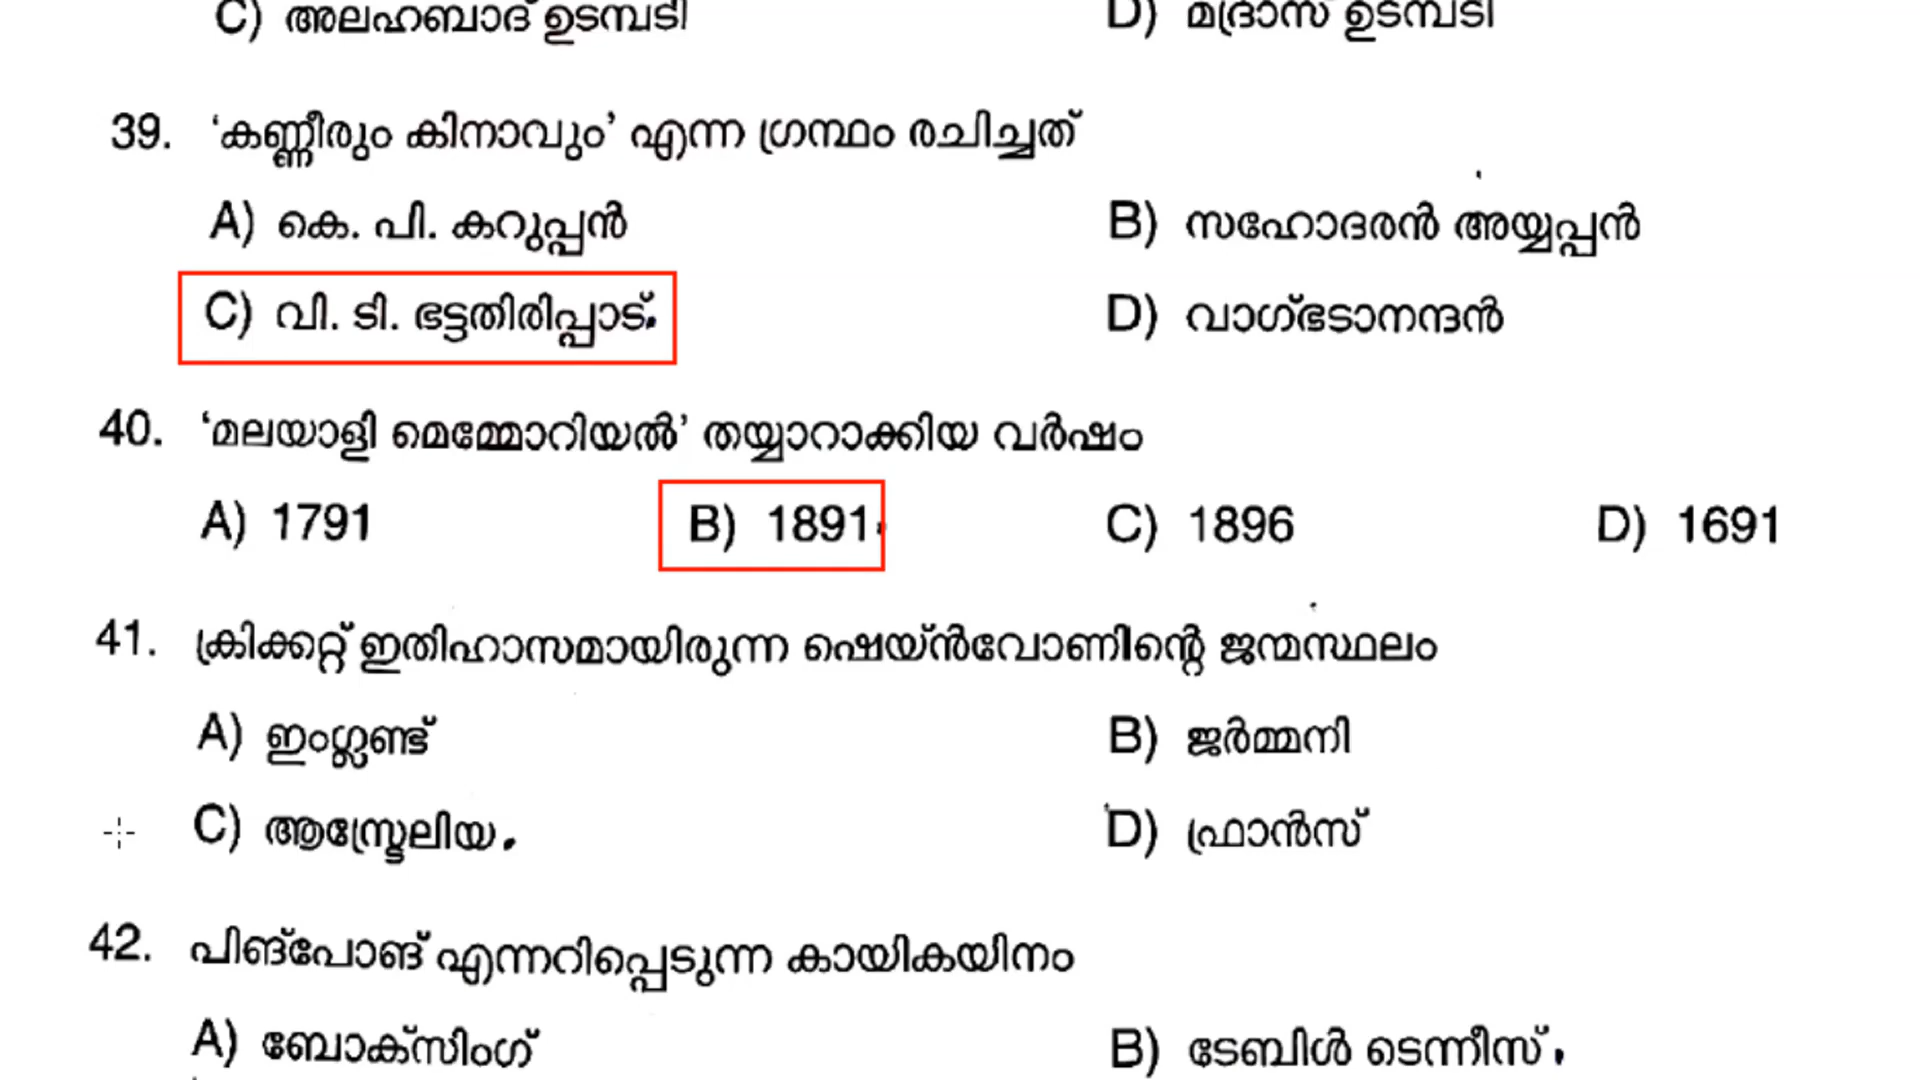 C) അലഹബാദ് ഉടമ്പടി D) മദ്രാസ് ഉടമ്പടി
39. ‘കണ്ണീരും കിനാവും’ എന്ന ഗ്രന്ഥം രചിച്ചത്
A) കെ. പി. കറുപ്പൻ B) സഹോദരൻ അയ്യപ്പൻ
C) വി. ടി. ഭട്ടതിരിപ്പാട്. D) വാഗ്ഭടാനന്ദൻ
40. ‘മലയാളി മെമ്മോറിയൽ’ തയ്യാറാക്കിയ വർഷം
A) 1791 B) 1891. C) 1896 D) 1691
41. ക്രിക്കറ്റ് ഇതിഹാസമായിരുന്ന ഷെയ്ൻവോണിന്റെ ജന്മസ്ഥലം
A) ഇംഗ്ലണ്ട് B) ജർമ്മനി
C) ആസ്ട്രേലിയ. D) ഫ്രാൻസ്
42. പിങ്പോങ് എന്നറിപ്പെടുന്ന കായികയിനം
A) ബോക്സിംഗ് B) ടേബിൾ ടെന്നീസ്.